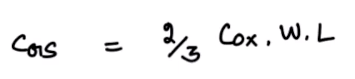 Cgs = 2/3 Cox. W. L